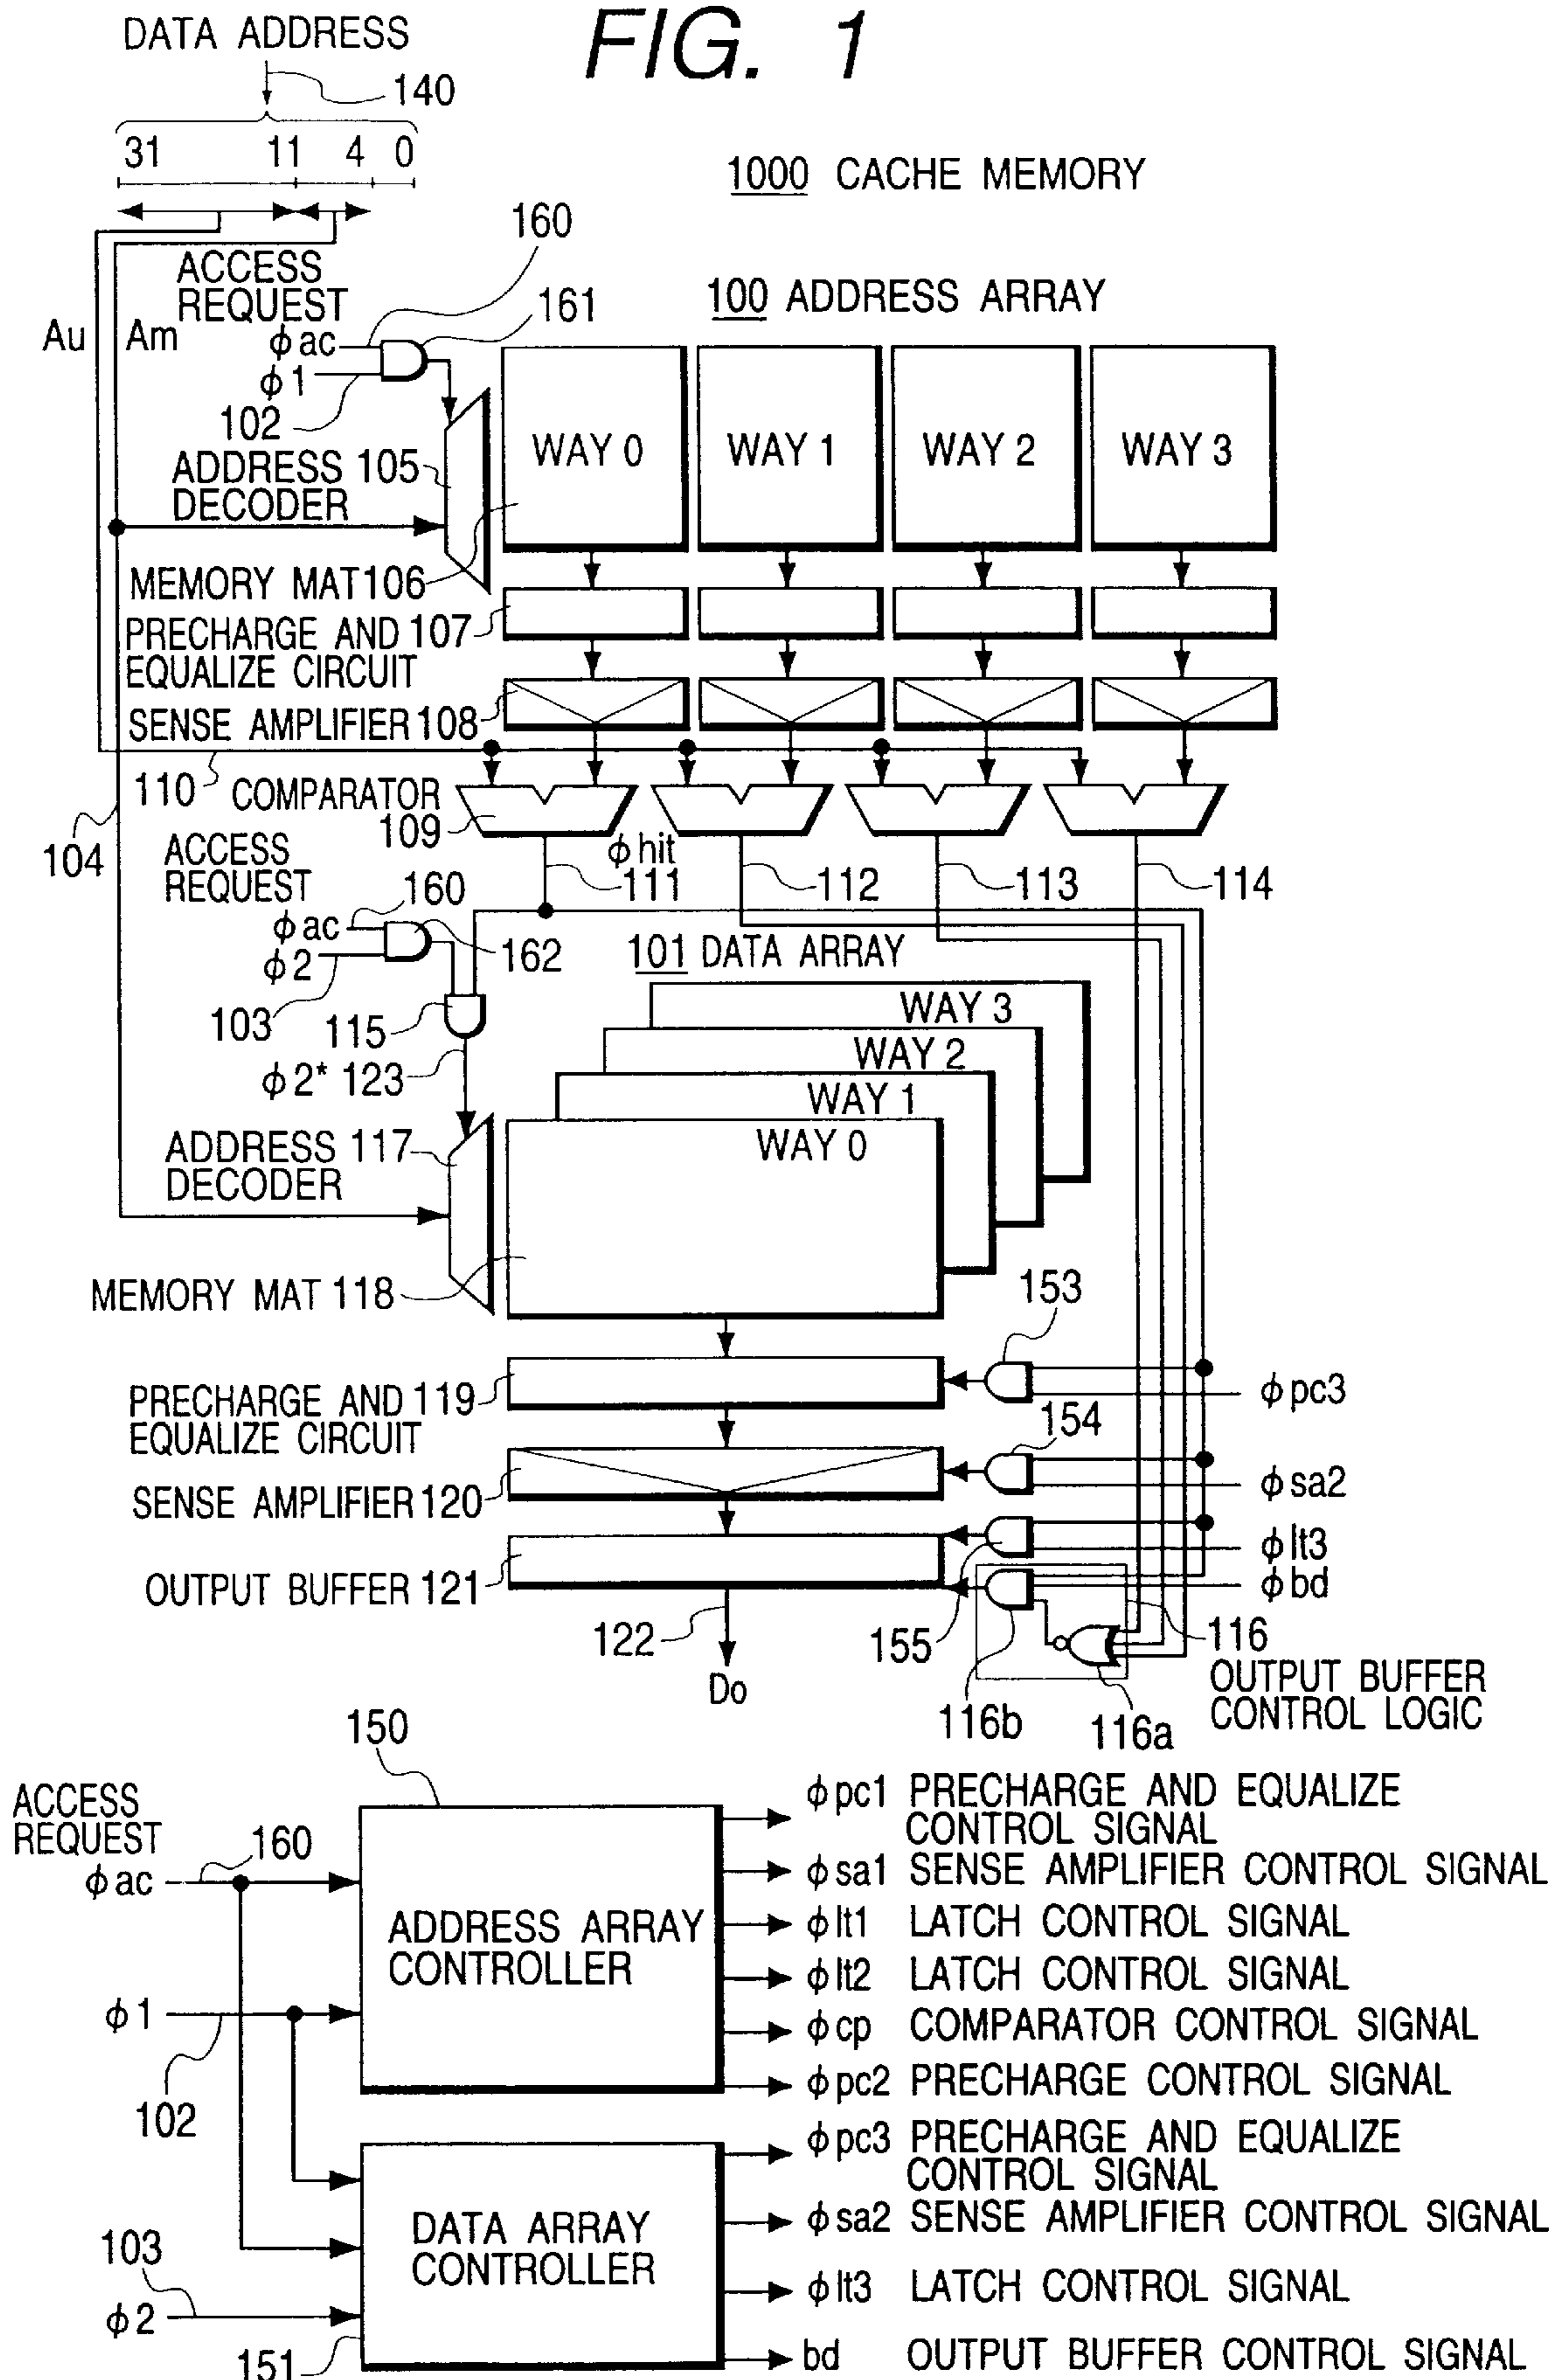 FIG. 1
DATA ADDRESS
140
31 11 4 0
1000 CACHE MEMORY
160
ACCESS
REQUEST
161
100 ADDRESS ARRAY
Au
Am
ϕac
ϕ1
102
WAY 0
WAY 1
WAY 2
WAY 3
ADDRESS 105
DECODER
MEMORY MAT 106
PRECHARGE AND 107
EQUALIZE CIRCUIT
SENSE AMPLIFIER 108
110
COMPARATOR
109
104
ϕhit
111
112
113
114
ACCESS
REQUEST
160
ϕac
ϕ2
162
103
115
101 DATA ARRAY
WAY 3
WAY 2
WAY 1
WAY 0
ϕ2* 123
ADDRESS 117
DECODER
MEMORY MAT 118
153
PRECHARGE AND 119
EQUALIZE CIRCUIT
ϕpc3
154
SENSE AMPLIFIER 120
ϕsa2
ϕlt3
OUTPUT BUFFER 121
ϕbd
122
155
116
OUTPUT BUFFER
CONTROL LOGIC
Do
116b
116a
150
ACCESS
REQUEST
160
ϕac
ϕ1
102
ADDRESS ARRAY
CONTROLLER
ϕpc1 PRECHARGE AND EQUALIZE
CONTROL SIGNAL
ϕsa1 SENSE AMPLIFIER CONTROL SIGNAL
ϕlt1 LATCH CONTROL SIGNAL
ϕlt2 LATCH CONTROL SIGNAL
ϕcp COMPARATOR CONTROL SIGNAL
ϕpc2 PRECHARGE CONTROL SIGNAL
103
ϕ2
151
DATA ARRAY
CONTROLLER
ϕpc3 PRECHARGE AND EQUALIZE
CONTROL SIGNAL
ϕsa2 SENSE AMPLIFIER CONTROL SIGNAL
ϕlt3 LATCH CONTROL SIGNAL
bd OUTPUT BUFFER CONTROL SIGNAL